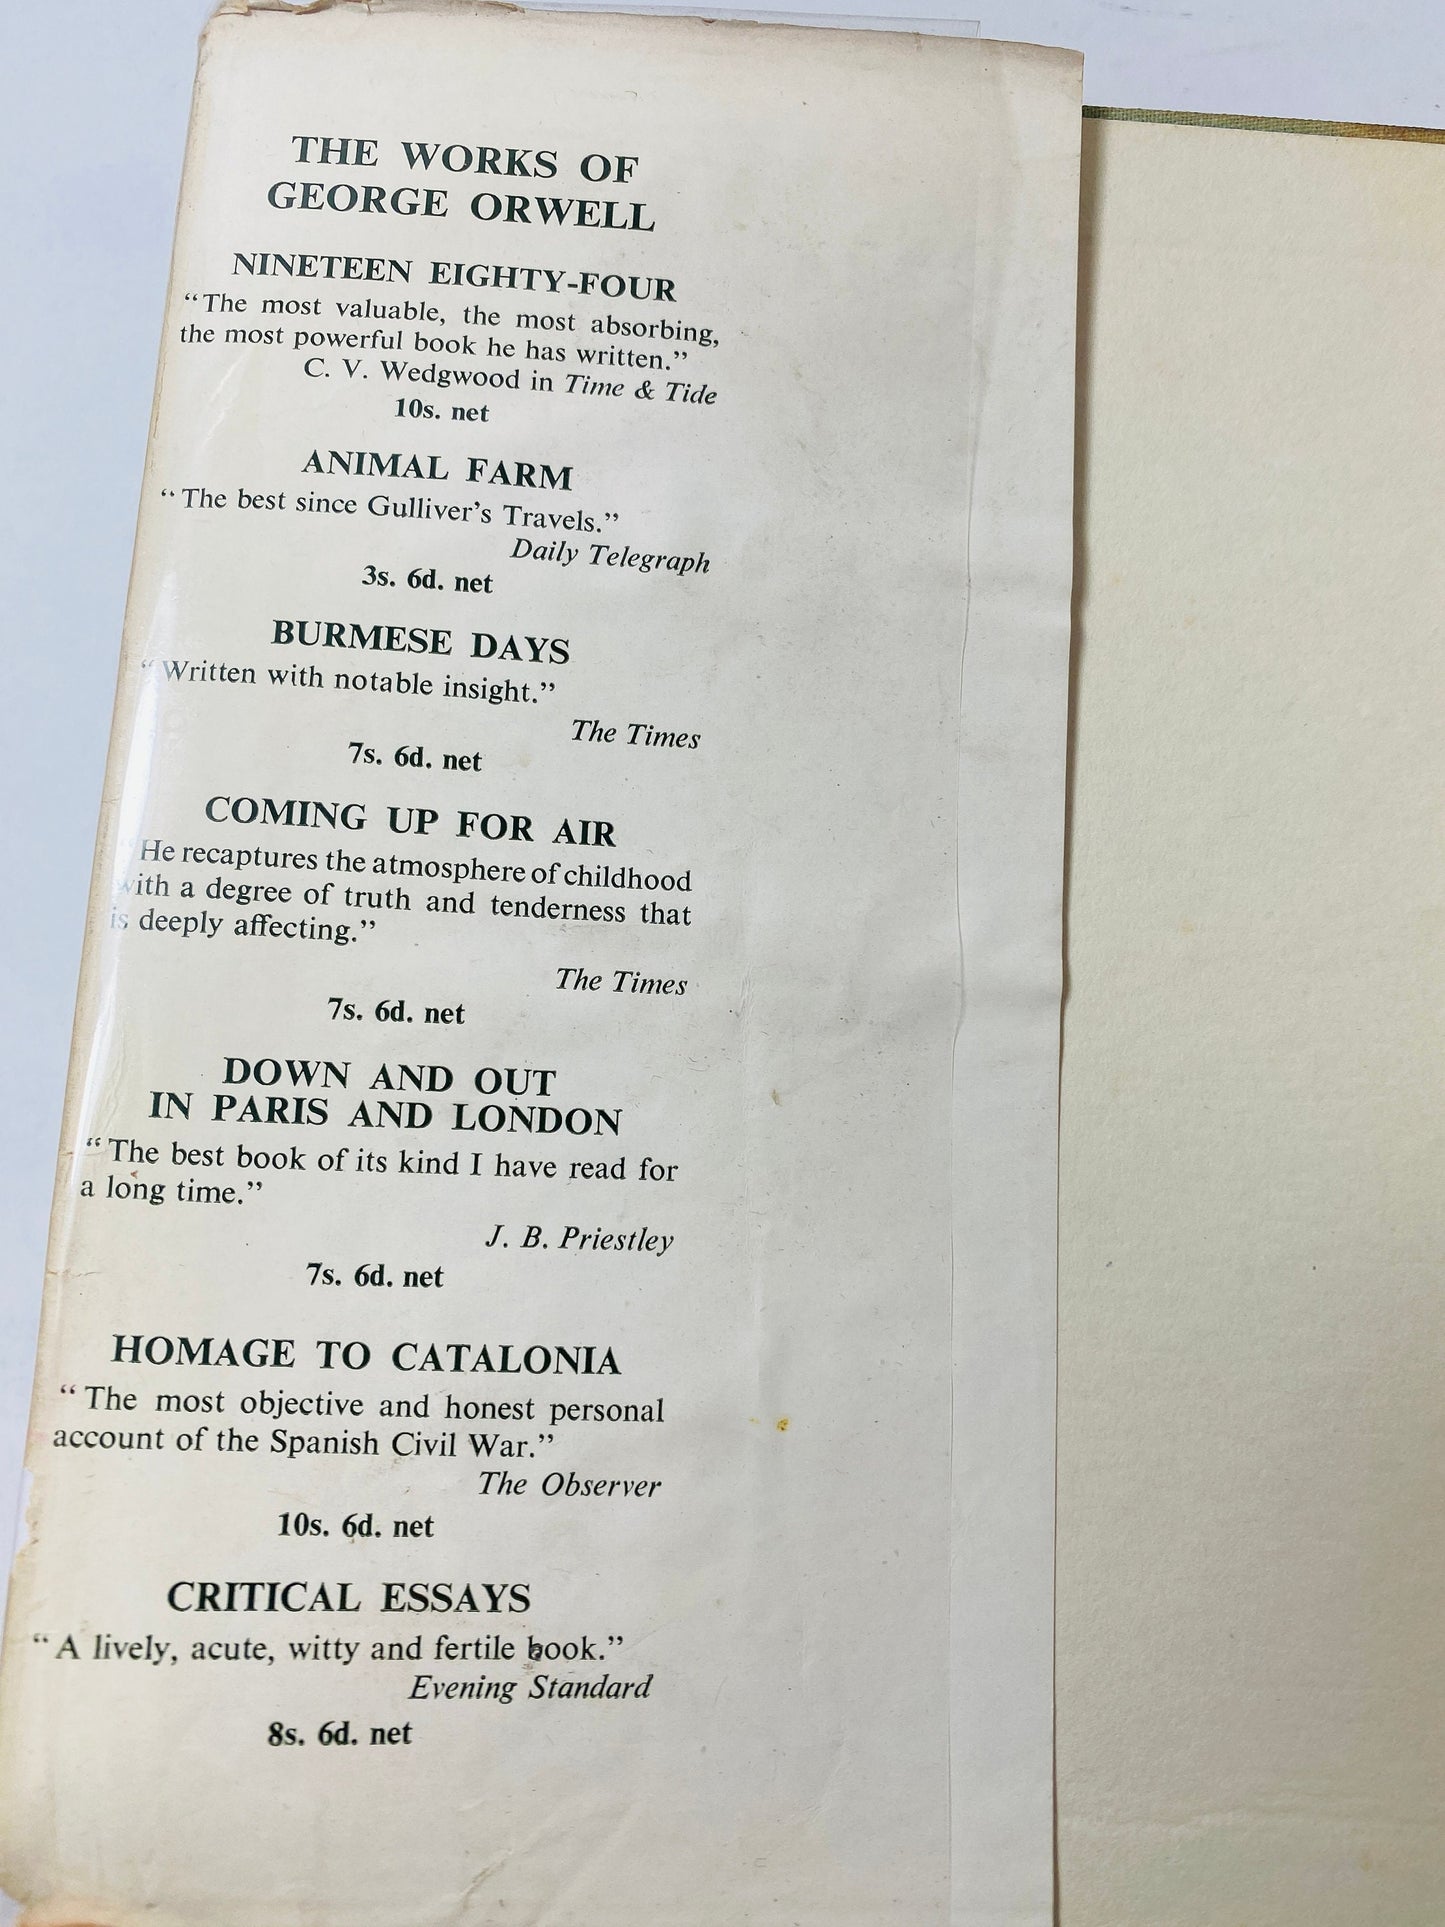 THE WORKS OF
GEORGE ORWELL
NINETEEN EIGHTY-FOUR
“The most valuable, the most absorbing,
the most powerful book he has written.”
C. V. Wedgwood in Time & Tide
10s. net
ANIMAL FARM
“The best since Gulliver’s Travels.”
Daily Telegraph
3s. 6d. net
BURMESE DAYS
“Written with notable insight.”
The Times
7s. 6d. net
COMING UP FOR AIR
“He recaptures the atmosphere of childhood
with a degree of truth and tenderness that
is deeply affecting.”
The Times
7s. 6d. net
DOWN AND OUT
IN PARIS AND LONDON
“The best book of its kind I have read for
a long time.”
J. B. Priestley
7s. 6d. net
HOMAGE TO CATALONIA
“The most objective and honest personal
account of the Spanish Civil War.”
The Observer
10s. 6d. net
CRITICAL ESSAYS
“A lively, acute, witty and fertile book.”
Evening Standard
8s. 6d. net